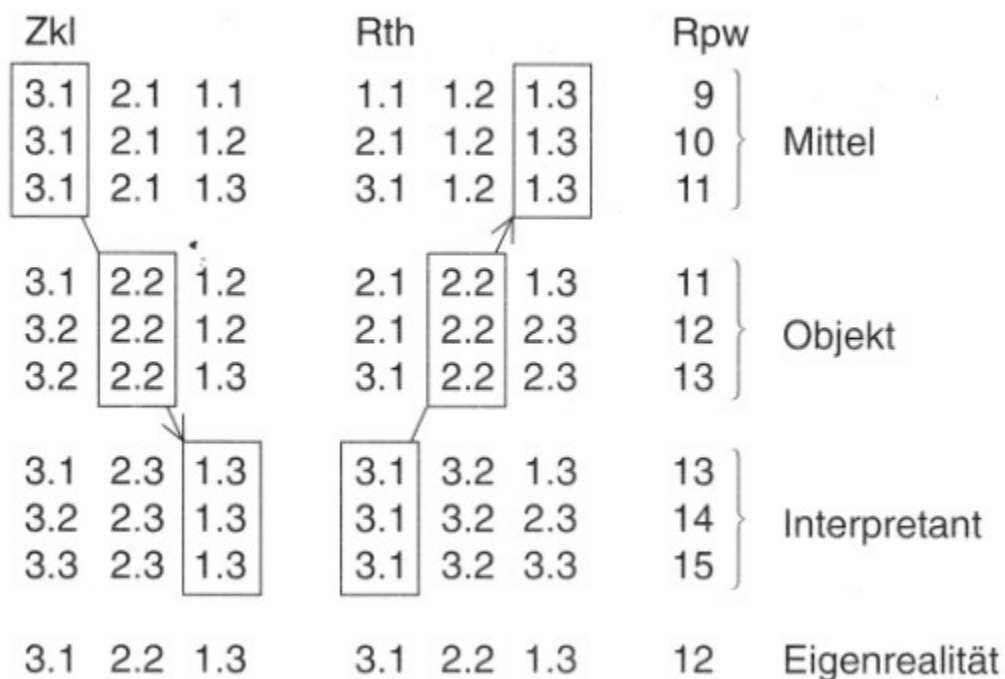 Zkl Rth Rpw
3.1 2.1 1.1 1.1 1.2 1.3 9
3.1 2.1 1.2 2.1 1.2 1.3 10 Mittel
3.1 2.1 1.3 3.1 1.2 1.3 11
3.1 2.2 1.2 2.1 2.2 1.3 11
3.2 2.2 1.2 2.1 2.2 2.3 12 Objekt
3.2 2.2 1.3 3.1 2.2 2.3 13
3.1 2.3 1.3 3.1 3.2 1.3 13
3.2 2.3 1.3 3.1 3.2 2.3 14 Interpretant
3.3 2.3 1.3 3.1 3.2 3.3 15
3.1 2.2 1.3 3.1 2.2 1.3 12 Eigenrealität